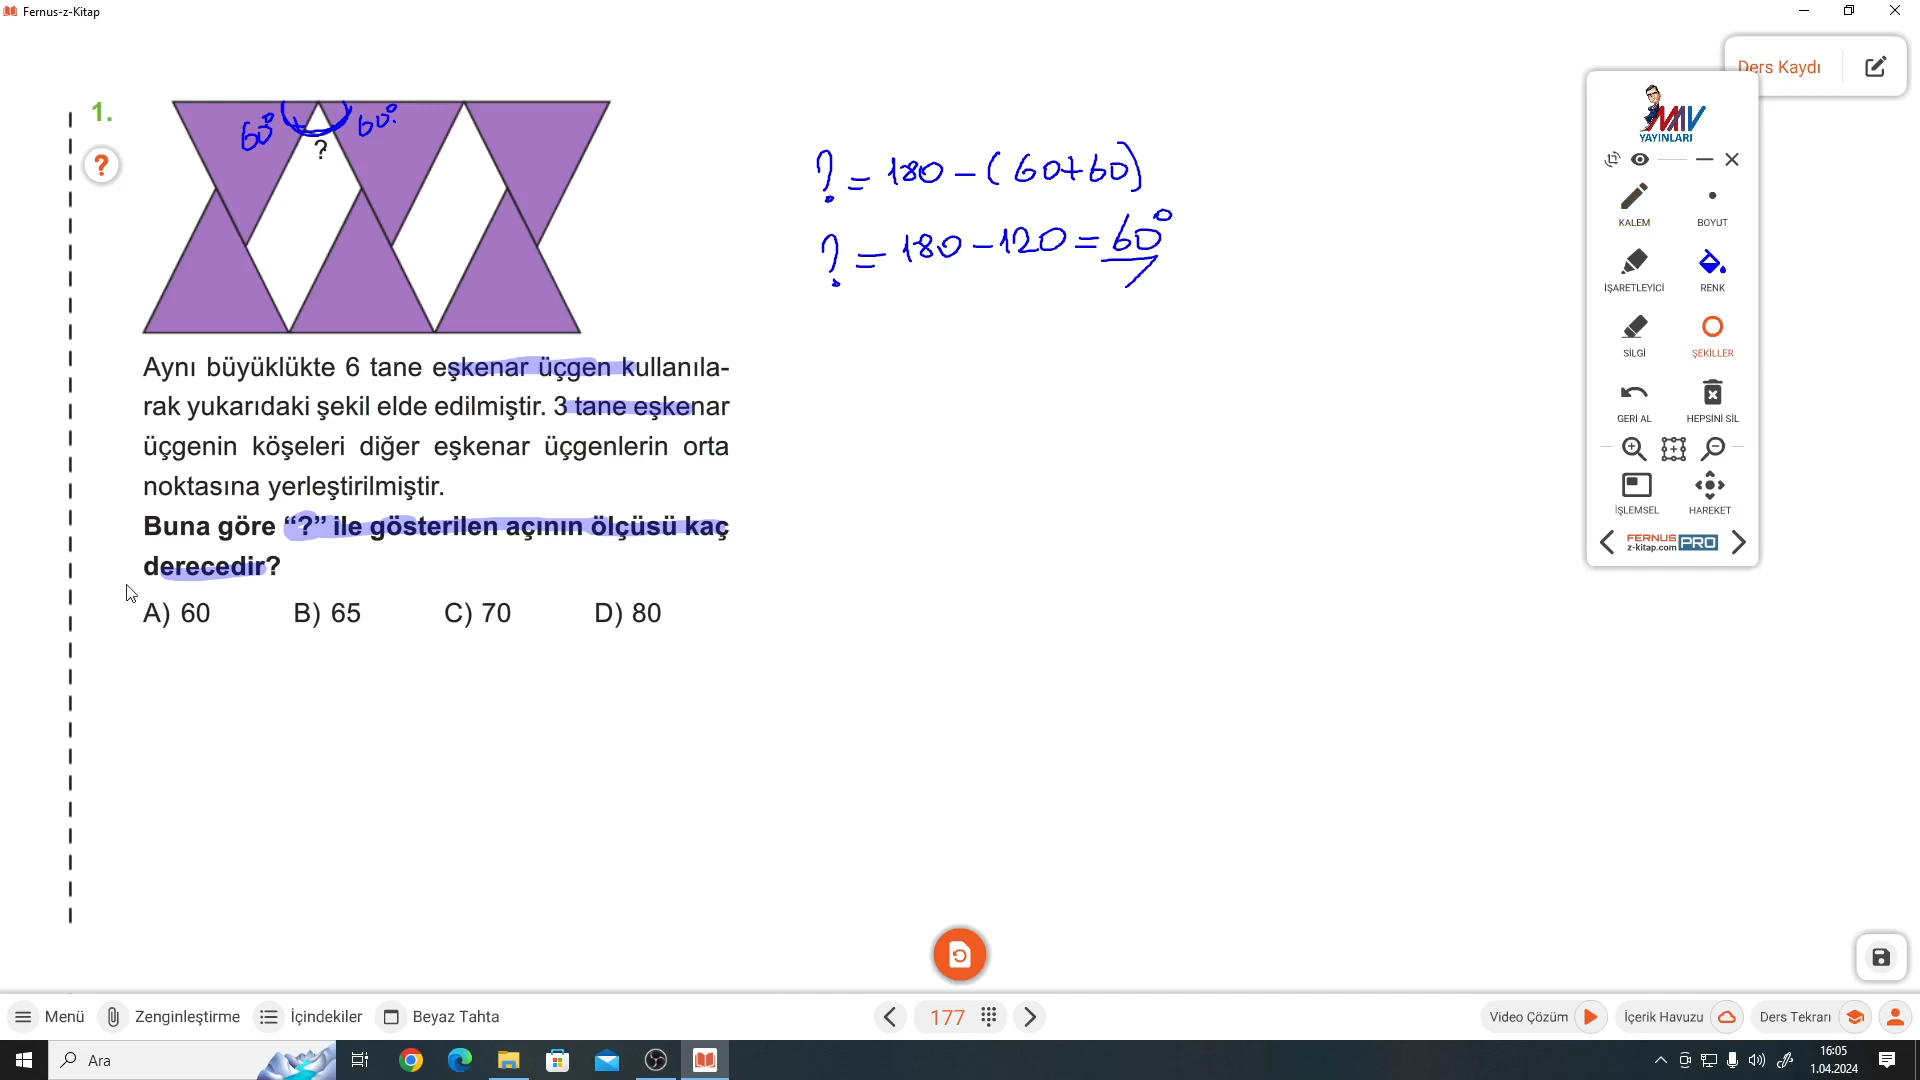 Fernus-z-Kitap
Ders Kaydı
1.
?
60°
60°
?
? = 180 - (60+60)
? = 180 - 120 = 60°
Aynı büyüklükte 6 tane eşkenar üçgen kullanıla-
rak yukarıdaki şekil elde edilmiştir. 3 tane eşkenar
üçgenin köşeleri diğer eşkenar üçgenlerin orta
noktasına yerleştirilmiştir.
Buna göre “?” ile gösterilen açının ölçüsü kaç
derecedir?
A) 60 B) 65 C) 70 D) 80
YAYINLARI
KALEM BOYUT
İŞARETLEYİCİ RENK
SİLGİ ŞEKİLLER
GERİ AL HEPSİNİ SİL
İŞLEMSEL HAREKET
FERNUS PRO
z-kitap.com
Menü Zenginleştirme İçindekiler Beyaz Tahta 177 Video Çözüm İçerik Havuzu Ders Tekrarı
Ara
16:05
1.04.2024